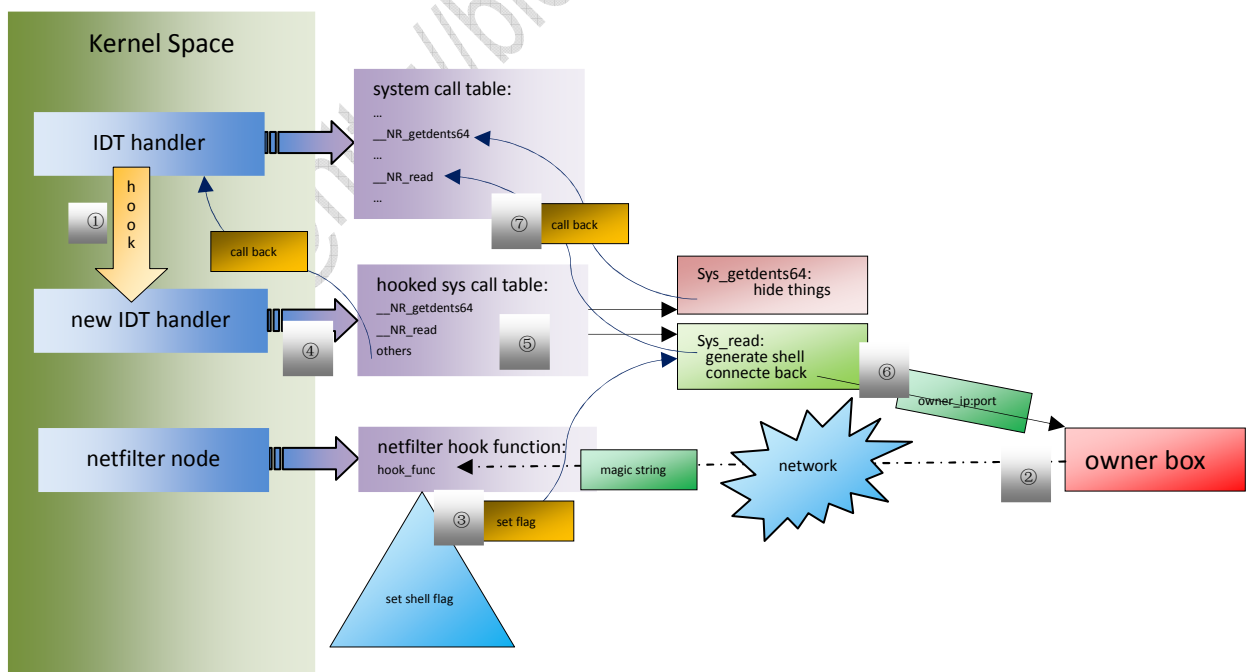 Kernel Space
IDT handler
system call table:
...
__NR_getdents64
...
__NR_read
...
hook
①
call back
⑦
call back
new IDT handler
④
hooked sys call table:
__NR_getdents64
__NR_read
others
⑤
Sys_getdents64:
hide things
Sys_read:
generate shell
connecte back
⑥
owner_ip:port
netfilter node
netfilter hook function:
hook_func
magic string
network
owner box
②
③
set flag
set shell flag